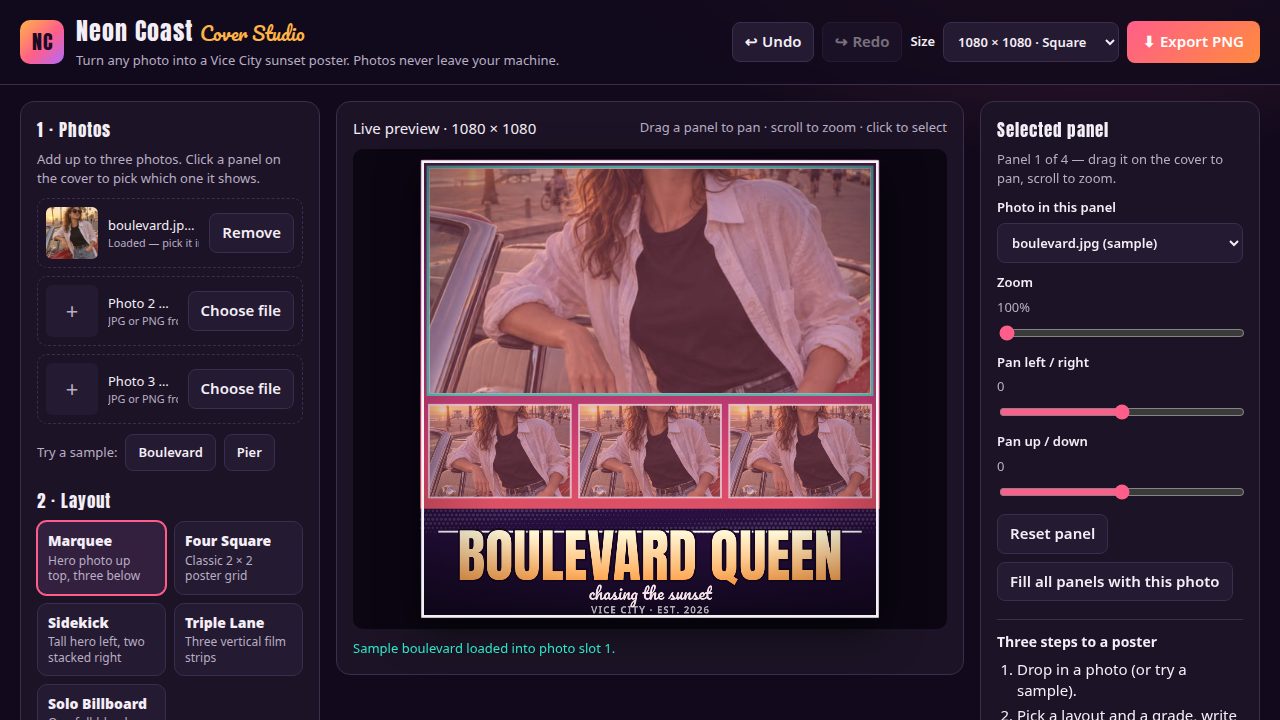 NC
Neon Coast Cover Studio
Turn any photo into a Vice City sunset poster. Photos never leave your machine.
↩ Undo
↪ Redo
Size
1080 × 1080 · Square
⬇ Export PNG
1 · Photos
Add up to three photos. Click a panel on
the cover to pick which one it shows.
boulevard.jp…
Loaded — pick it i
Remove
+
Photo 2 …
JPG or PNG fr
Choose file
+
Photo 3 …
JPG or PNG fr
Choose file
Try a sample:
Boulevard
Pier
2 · Layout
Marquee
Hero photo up
top, three below
Four Square
Classic 2 × 2
poster grid
Sidekick
Tall hero left, two
stacked right
Triple Lane
Three vertical film
strips
Solo Billboard
Live preview · 1080 × 1080
Drag a panel to pan · scroll to zoom · click to select
BOULEVARD QUEEN
chasing the sunset
VICE CITY · EST. 2026
Sample boulevard loaded into photo slot 1.
Selected panel
Panel 1 of 4 — drag it on the cover to
pan, scroll to zoom.
Photo in this panel
boulevard.jpg (sample)
Zoom
100%
Pan left / right
0
Pan up / down
0
Reset panel
Fill all panels with this photo
Three steps to a poster
1. Drop in a photo (or try a
sample).
2. Pick a layout and a grade, write